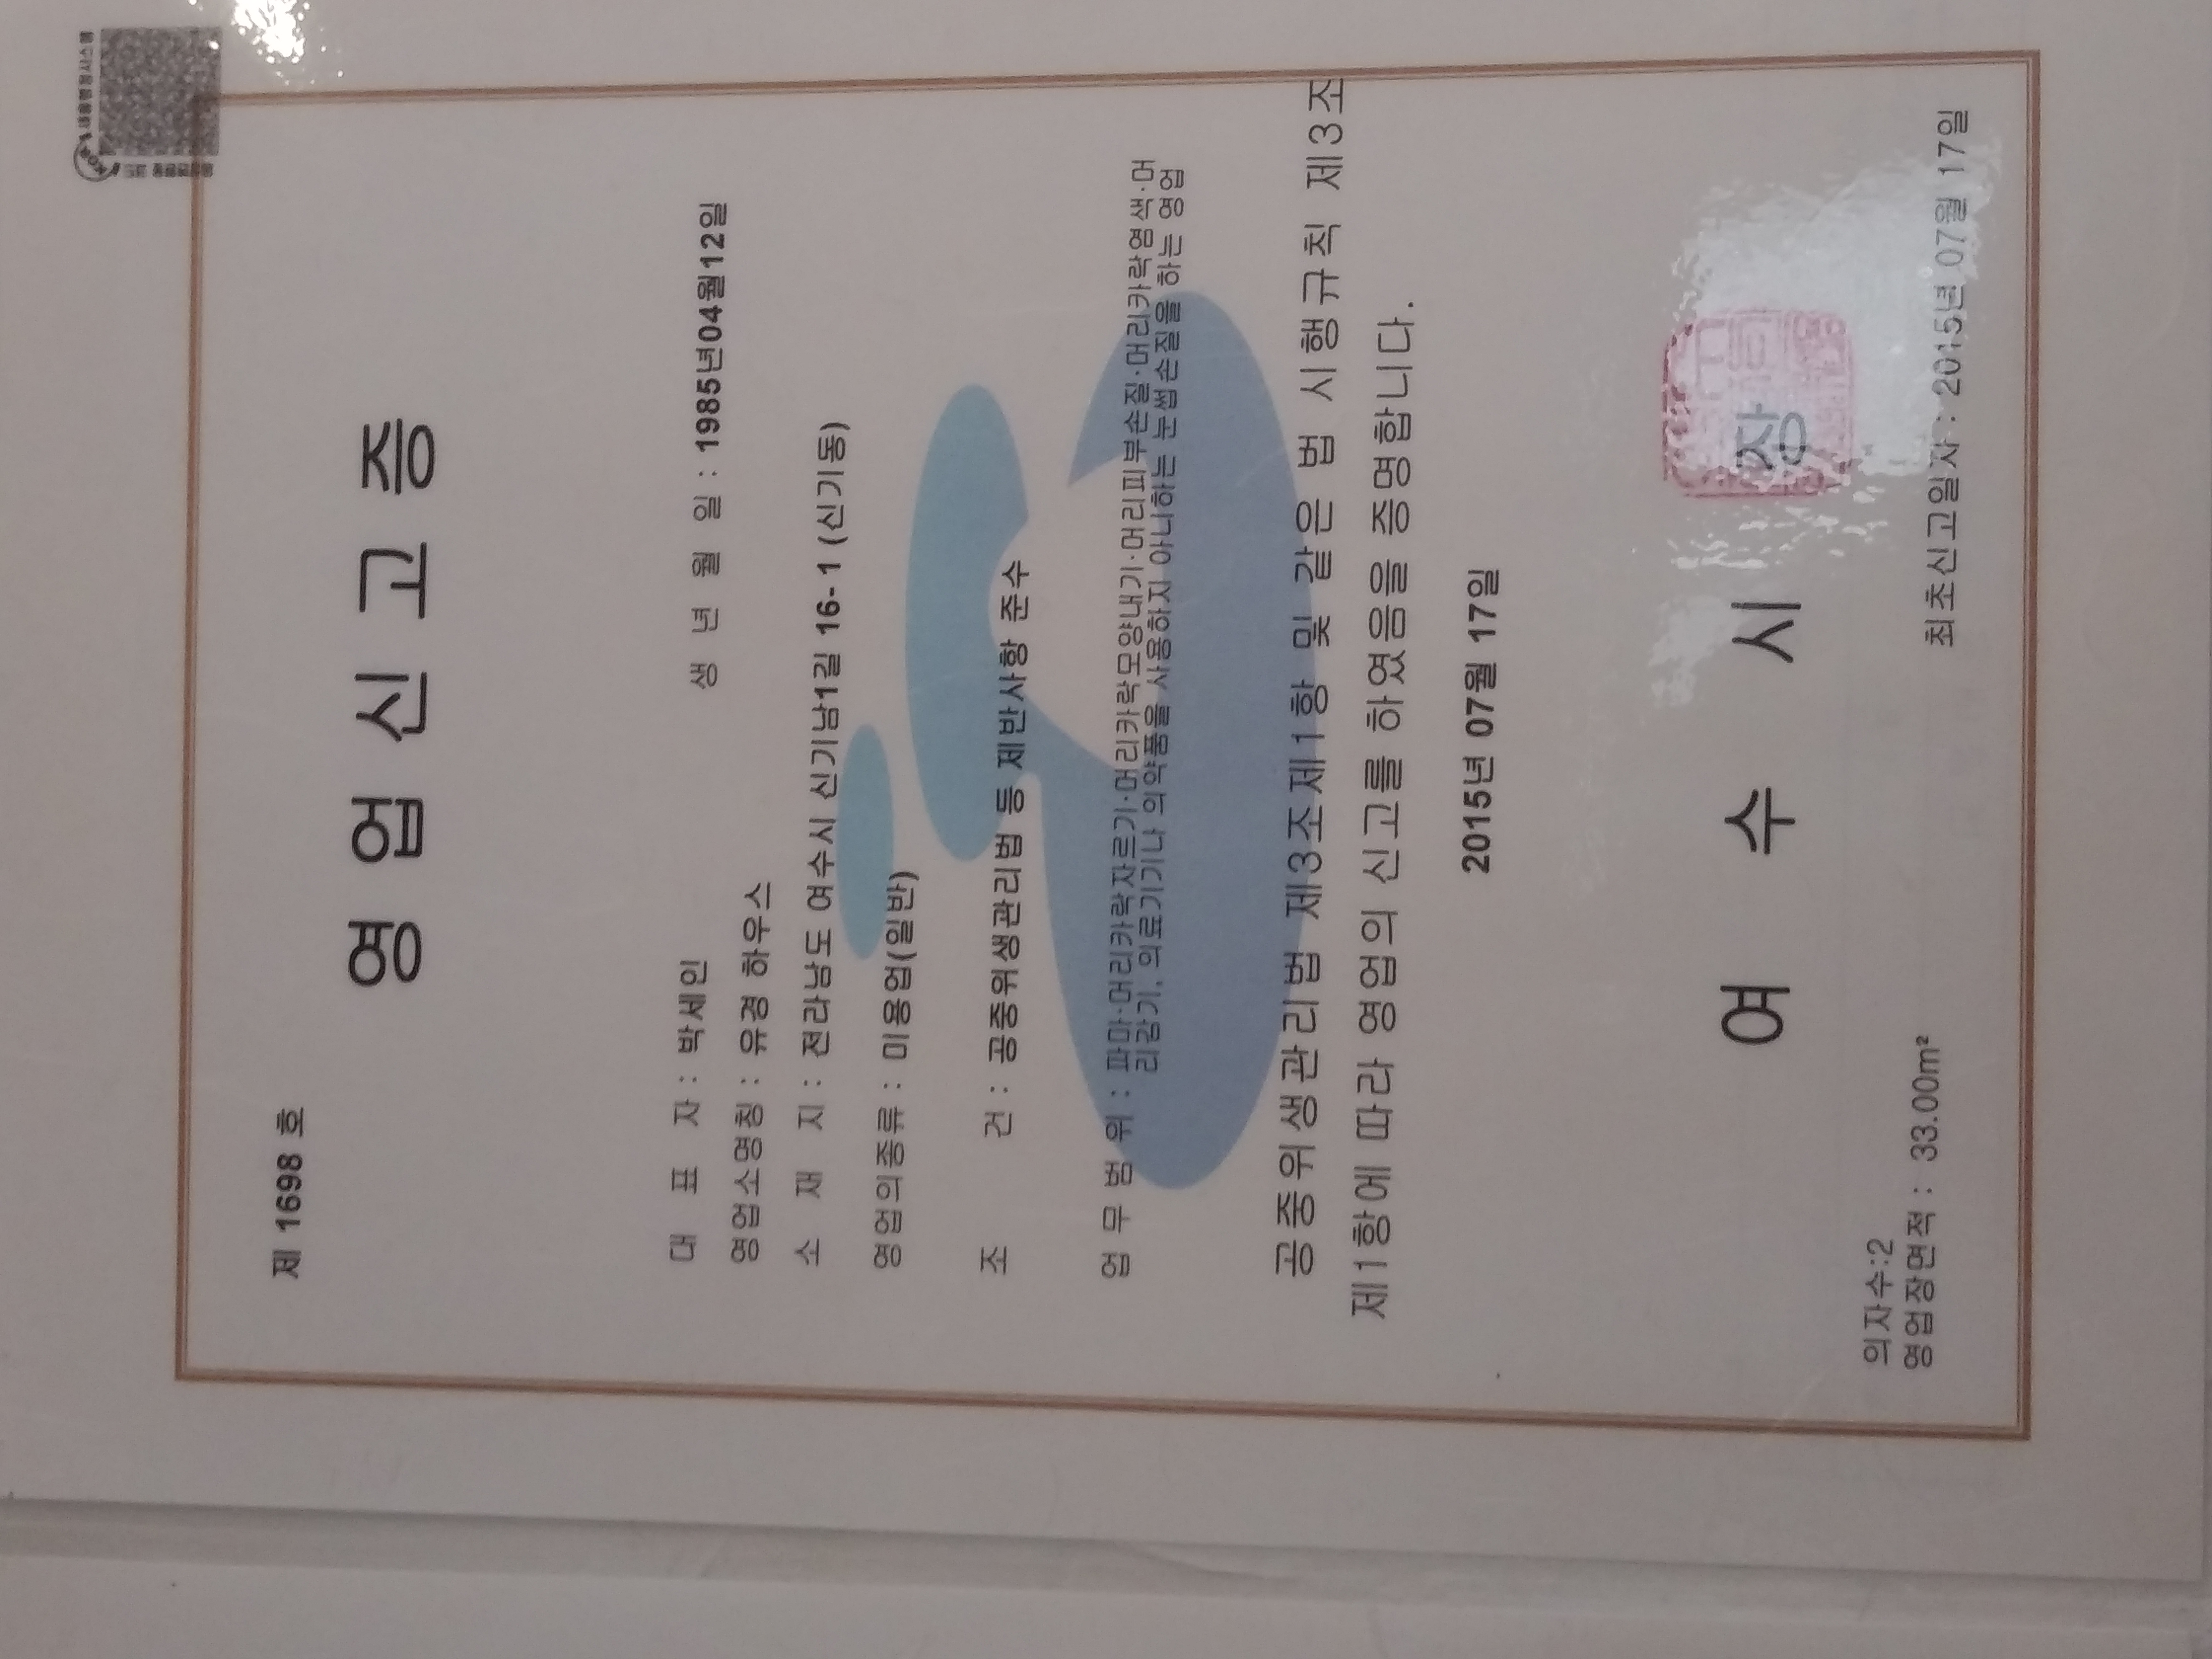 제 1698 호
영업신고증
대 표 자 : 박세인 생 년 월 일 : 1985년04월12일
영업소명칭 : 유경 하우스
소 재 지 : 전라남도 여수시 신기남1길 16-1 (신기동)
영업의종류 : 미용업(일반)
조 건 : 공중위생관리법 등 제반사항 준수
업 무 범 위 : 파마·머리카락자르기·머리카락모양내기·머리피부손질·머리카락염색·머
리감기, 의료기기나 의약품을 사용하지 아니하는 눈썹손질을 하는 영업
공중위생관리법 제3조제1항 및 같은 법 시행규칙 제3조
제1항에 따라 영업의 신고를 하였음을 증명합니다.
2015년 07월 17일
여 수 시 장
의자수:2
영업장면적 : 33.00m²
최초신고일자 : 2015년 07월 17일